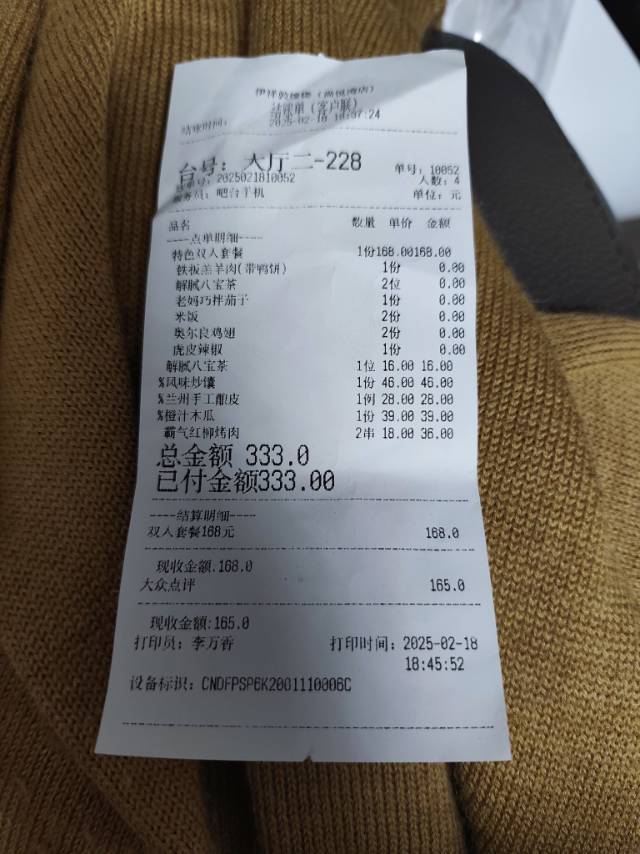 结账单(客户联)
结账时间： 2025-02-18 18:37:24
台号：大厅二-228 单号：10052
账单号：2025021810052 人数：4
服务员：吧台手机 单位：元
品名 数量 单价 金额
----点单明细----
特色双人套餐 1份168.00168.00
铁板羔羊肉(带鸭饼) 1份 0.00
解腻八宝茶 2位 0.00
老妈巧拌茄子 1份 0.00
米饭 2份 0.00
奥尔良鸡翅 2份 0.00
虎皮辣椒 1份 0.00
解腻八宝茶 1位 16.00 16.00
%风味炒馕 1份 46.00 46.00
%兰州手工酿皮 1例 28.00 28.00
%橙汁木瓜 1份 39.00 39.00
霸气红柳烤肉 2串 18.00 36.00
总金额 333.0
已付金额333.00
----结算明细----
双人套餐168元 168.0
现收金额.168.0
大众点评 165.0
现收金额:165.0
打印员：李万香 打印时间：2025-02-18
18:45:52
设备标识：CNDFPSP6K2001110006C